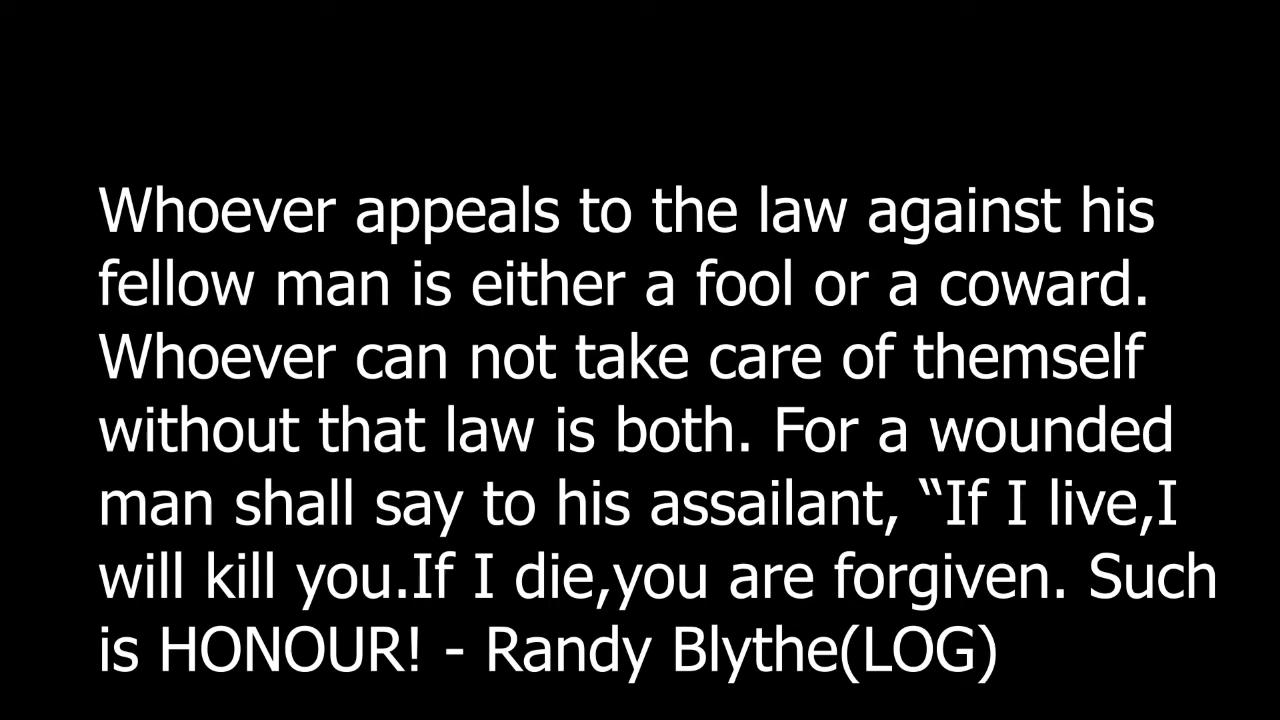 Whoever appeals to the law against his
fellow man is either a fool or a coward.
Whoever can not take care of themself
without that law is both. For a wounded
man shall say to his assailant, “If I live,I
will kill you.If I die,you are forgiven. Such
is HONOUR! - Randy Blythe(LOG)